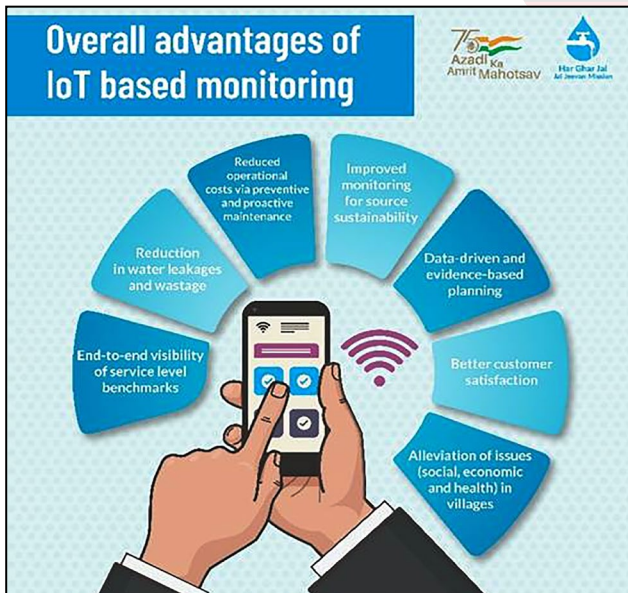 Overall advantages of
IoT based monitoring
75
Azadi Ka
Amrit Mahotsav
Har Ghar Jal
Jal Jeevan Mission
End-to-end visibility
of service level
benchmarks
Reduction
in water leakages
and wastage
Reduced
operational
costs via preventive
and proactive
maintenance
Improved
monitoring
for source
sustainability
Data-driven and
evidence-based
planning
Better customer
satisfaction
Alleviation of issues
(social, economic
and health) in
villages